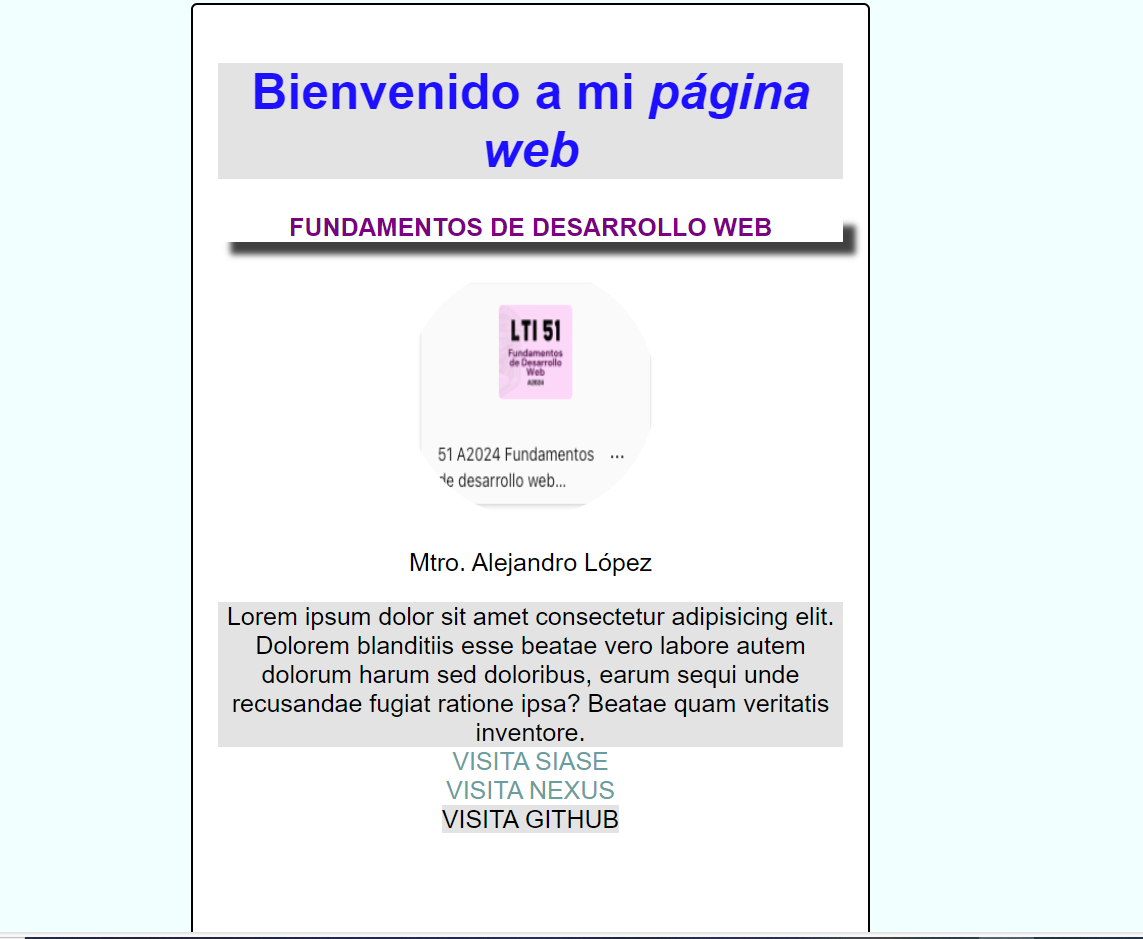 Bienvenido a mi página
web
FUNDAMENTOS DE DESARROLLO WEB
LTI 51
Fundamentos
de Desarrollo
Web
A2024
51 A2024 Fundamentos ...
de desarrollo web...
Mtro. Alejandro López
Lorem ipsum dolor sit amet consectetur adipisicing elit.
Dolorem blanditiis esse beatae vero labore autem
dolorum harum sed doloribus, earum sequi unde
recusandae fugiat ratione ipsa? Beatae quam veritatis
inventore.
VISITA SIASE
VISITA NEXUS
VISITA GITHUB